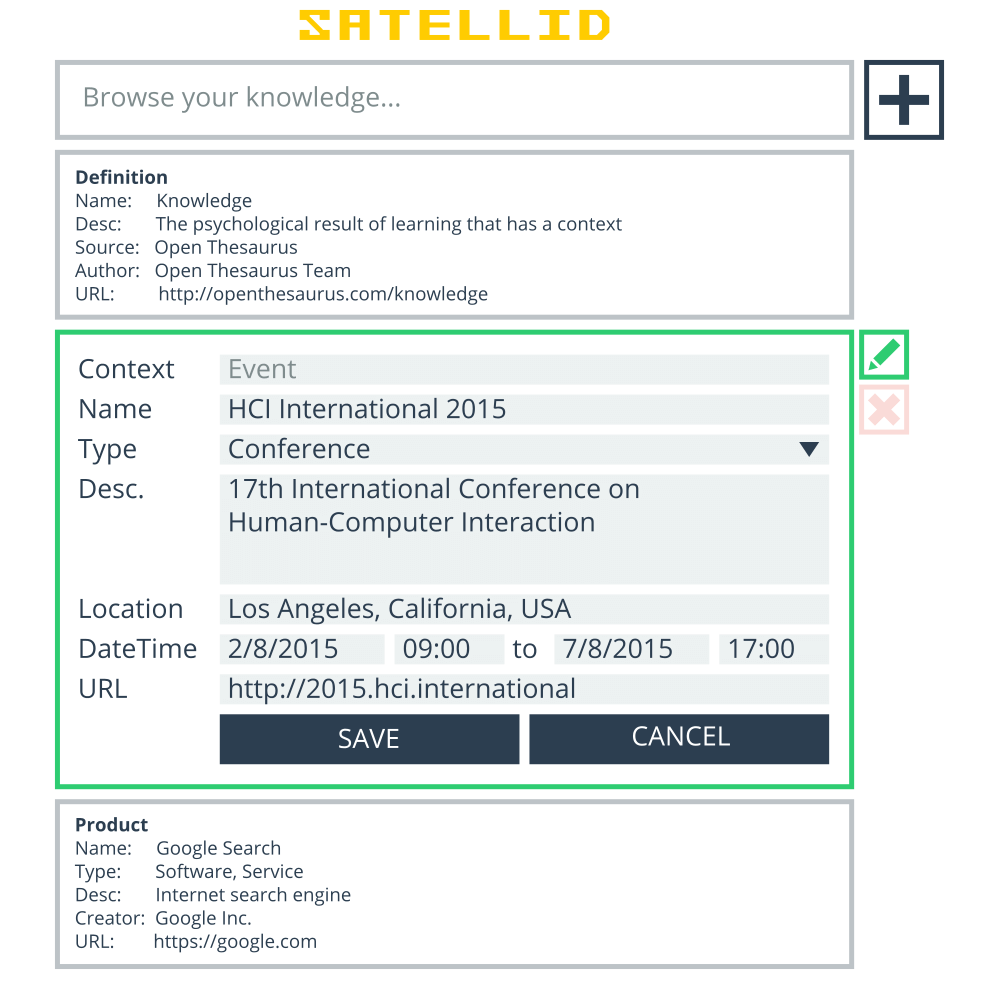 SATELLID
Browse your knowledge...
Definition
Name: Knowledge
Desc: The psychological result of learning that has a context
Source: Open Thesaurus
Author: Open Thesaurus Team
URL: http://openthesaurus.com/knowledge
Context Event
Name HCI International 2015
Type Conference
Desc. 17th International Conference on
Human-Computer Interaction
Location Los Angeles, California, USA
DateTime 2/8/2015 09:00 to 7/8/2015 17:00
URL http://2015.hci.international
SAVE CANCEL
Product
Name: Google Search
Type: Software, Service
Desc: Internet search engine
Creator: Google Inc.
URL: https://google.com